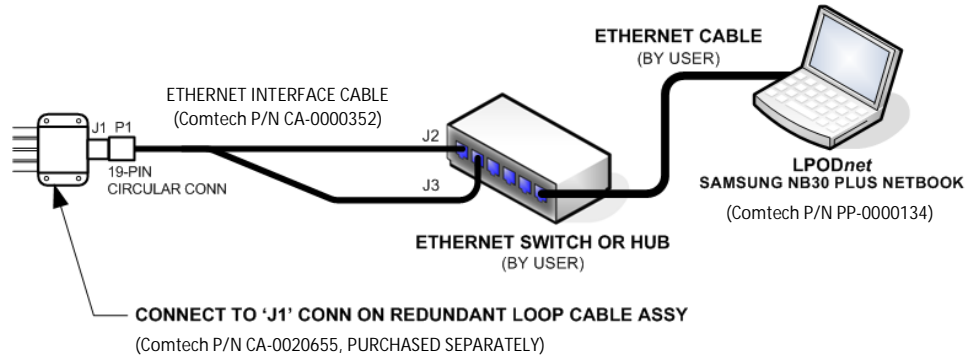 ETHERNET CABLE
(BY USER)
ETHERNET INTERFACE CABLE
(Comtech P/N CA-0000352)
J1 P1
19-PIN
CIRCULAR CONN
J2
J3
LPODnet
SAMSUNG NB30 PLUS NETBOOK
(Comtech P/N PP-0000134)
ETHERNET SWITCH OR HUB
(BY USER)
CONNECT TO ‘J1’ CONN ON REDUNDANT LOOP CABLE ASSY
(Comtech P/N CA-0020655, PURCHASED SEPARATELY)